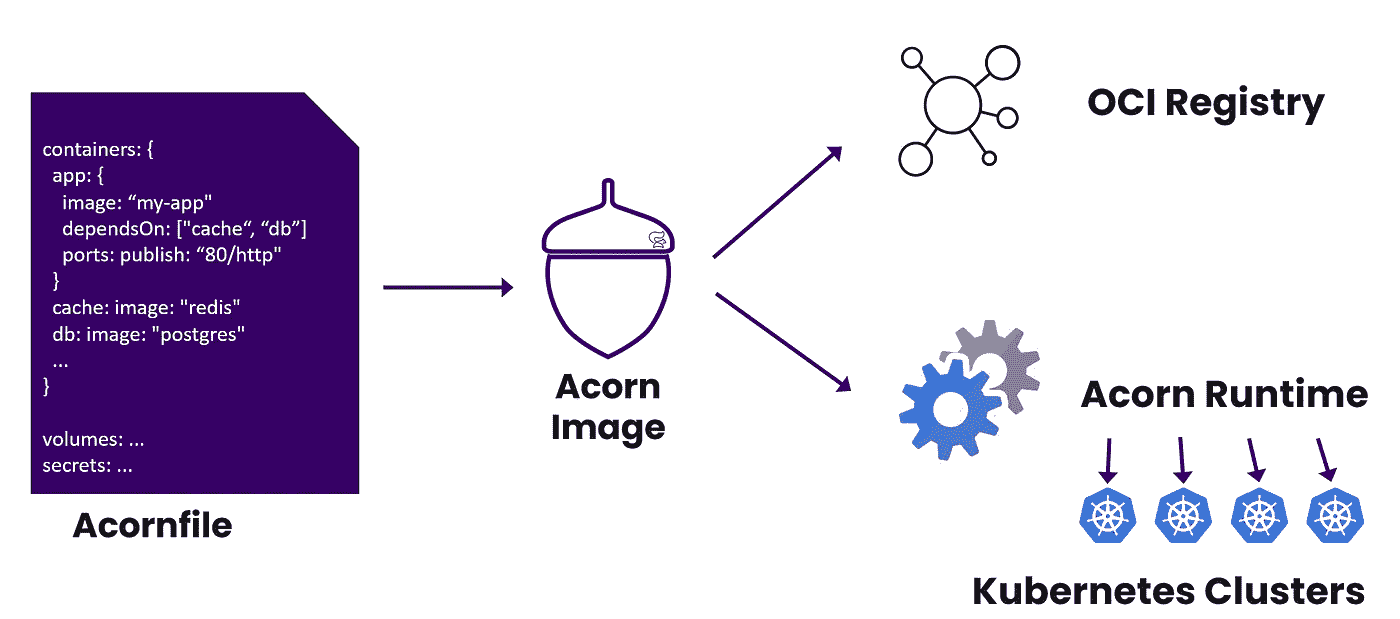 containers: {
app: {
image: “my-app"
dependsOn: ["cache“, “db”]
ports: publish: “80/http"
}
cache: image: "redis"
db: image: "postgres"
...
}
volumes: ...
secrets: ...
Acornfile
Acorn
Image
OCI Registry
Acorn Runtime
Kubernetes Clusters